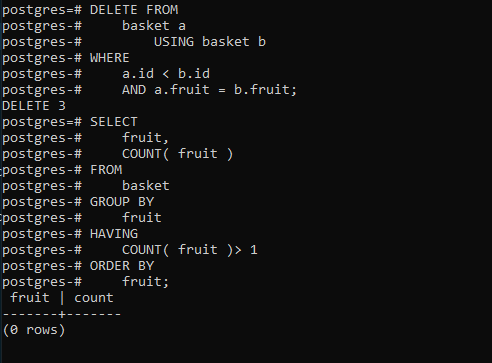 postgres=# DELETE FROM
postgres-#     basket a
postgres-#         USING basket b
postgres-# WHERE
postgres-#     a.id < b.id
postgres-#     AND a.fruit = b.fruit;
DELETE 3
postgres=# SELECT
postgres-#     fruit,
postgres-#     COUNT( fruit )
postgres-# FROM
postgres-#     basket
postgres-# GROUP BY
postgres-#     fruit
postgres-# HAVING
postgres-#     COUNT( fruit )> 1
postgres-# ORDER BY
postgres-#     fruit;
 fruit | count
-------+-------
(0 rows)